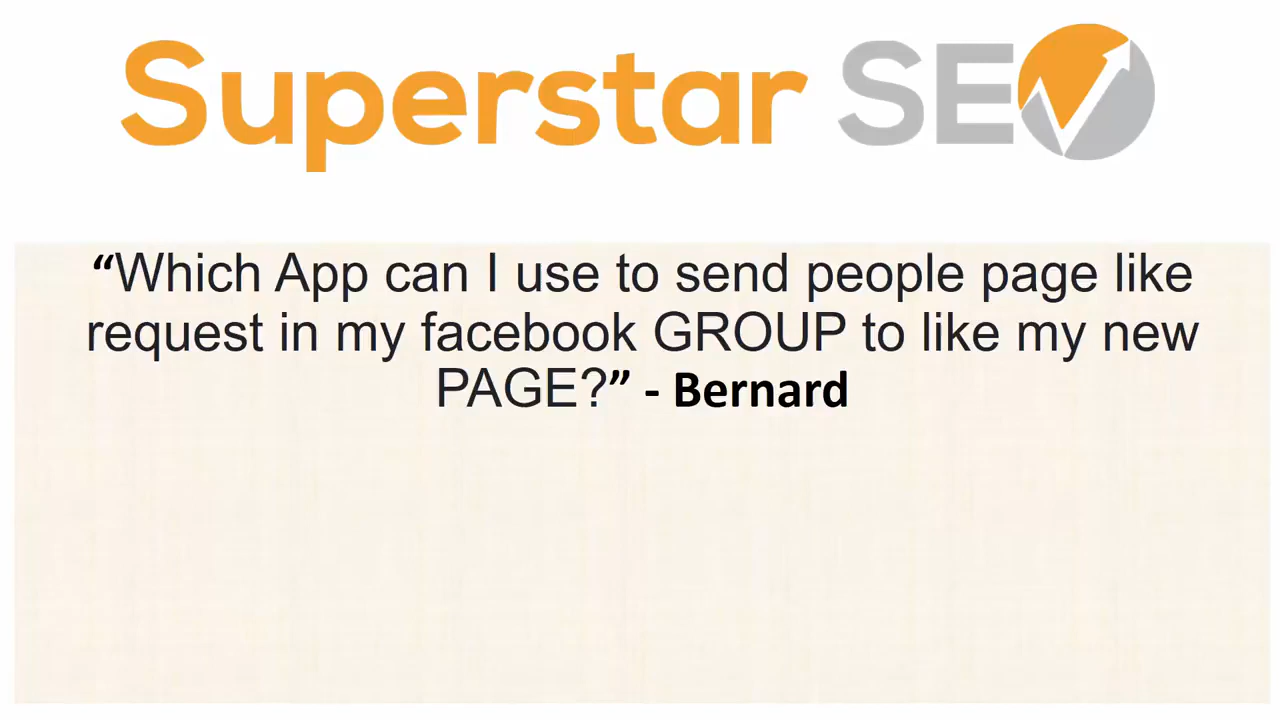 Superstar SEO
“Which App can I use to send people page like
request in my facebook GROUP to like my new
PAGE?” - Bernard